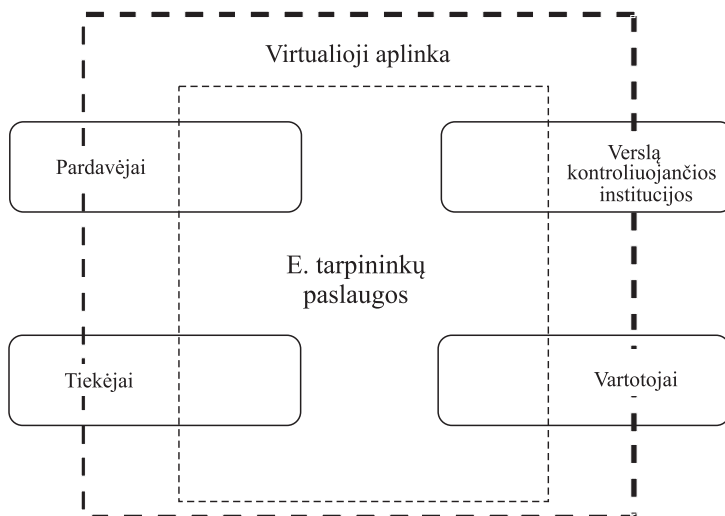 Virtualioji aplinka
Pardavėjai
Verslą
kontroliuojančios
institucijos
E. tarpininkų
paslaugos
Tiekėjai
Vartotojai